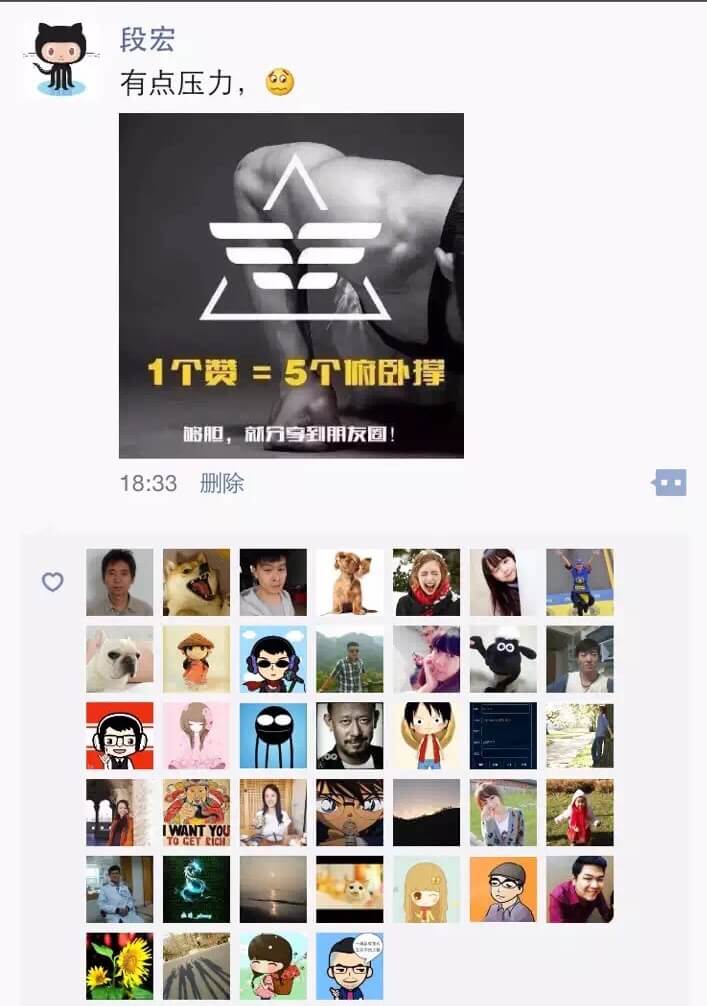 段宏
有点压力，
1个赞 = 5个俯卧撑
够胆，就分享到朋友圈！
18:33 删除
I WANT YOU
TO GET RICH